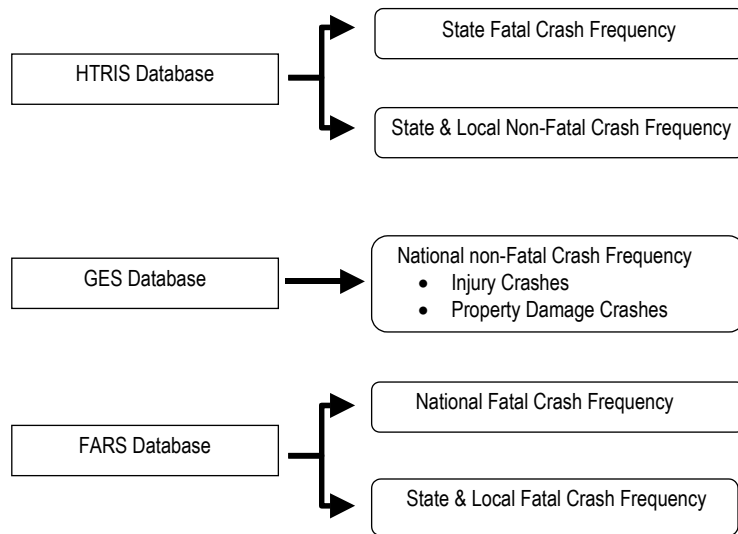 State Fatal Crash Frequency
HTRIS Database
State & Local Non-Fatal Crash Frequency
National non-Fatal Crash Frequency
GES Database
• Injury Crashes
• Property Damage Crashes
National Fatal Crash Frequency
FARS Database
State & Local Fatal Crash Frequency